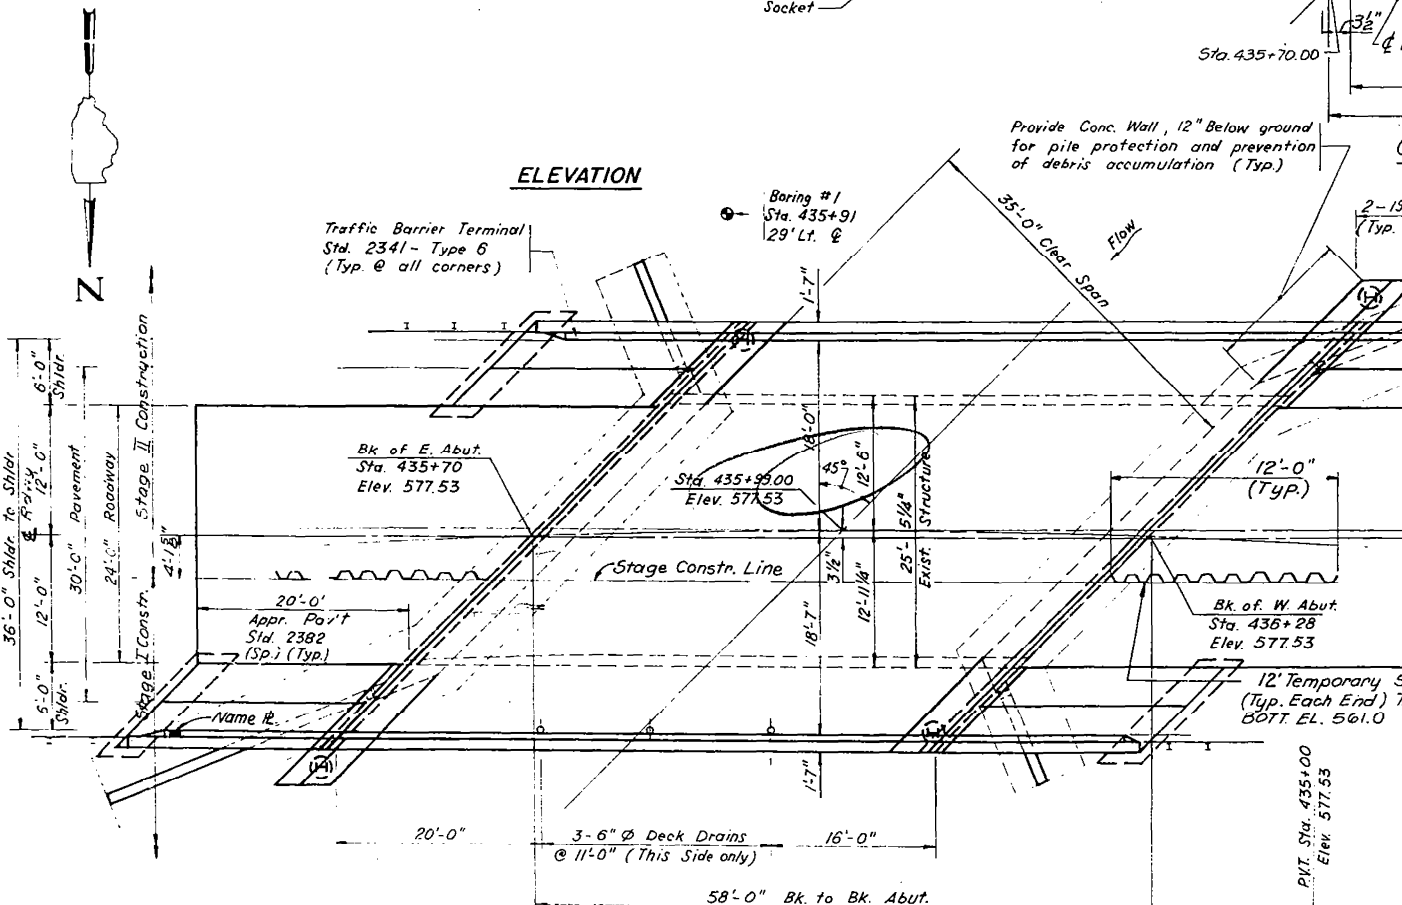 Socket
3½"
Sta. 435+70.00
Provide Conc. Wall, 12" Below ground
for pile protection and prevention
of debris accumulation (Typ.)
ELEVATION
Boring #1
Sta. 435+91
29' Lt. ℄
Traffic Barrier Terminal
Std. 2341 - Type 6
(Typ. @ all corners)
35'-0" Clear Span
Flow
(Typ.
N
1'-7"
36'-0" Shldr. to Shldr.
6'-0"
Shldr.
12'-0"
℄ Rdwy.
12'-0"
6'-0"
Shldr.
30'-0" Pavement
24'-0" Roadway
Stage II Construction
Stage I Constr.
4'-1⅝"
Bk of E. Abut.
Sta. 435+70
Elev. 577.53
Sta. 435+99.00
Elev. 577.53
18'-0"
45°
12'-6"
25'-5¼"
Exist. Structure
3½"
12'-11¼"
18'-7"
1'-7"
Stage Constr. Line
12'-0"
(Typ.)
20'-0"
Appr. Pav't
Std. 2382
(Sp.) (Typ.)
Name Pl.
Bk. of W. Abut.
Sta. 436+28
Elev. 577.53
12' Temporary
(Typ. Each End)
BOTT. EL. 561.0
20'-0"
3-6" Ø Deck Drains
@ 11'-0" (This Side only)
16'-0"
58'-0" Bk. to Bk. Abut.
P.V.T. Sta. 435+00
Elev. 577.53